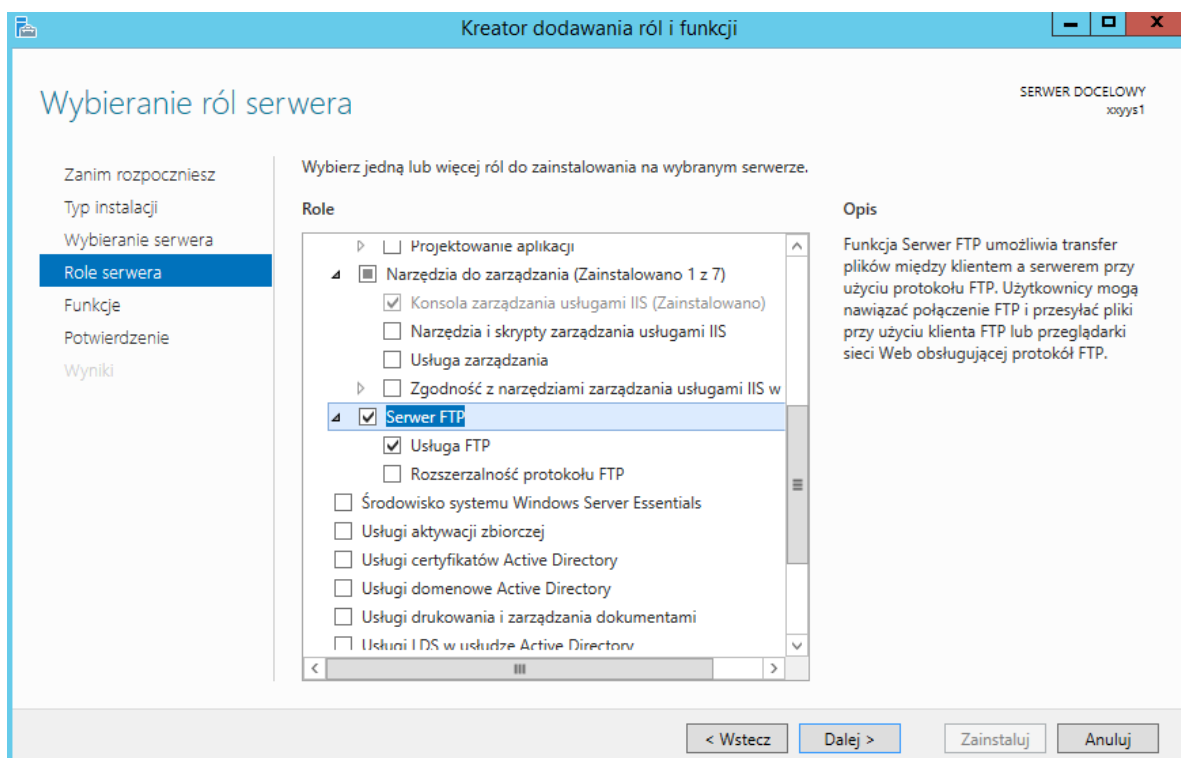 Kreator dodawania ról i funkcji
Wybieranie ról serwera
SERWER DOCELOWY
xxyys1
Zanim rozpoczniesz
Typ instalacji
Wybieranie serwera
Role serwera
Funkcje
Potwierdzenie
Wyniki
Wybierz jedną lub więcej ról do zainstalowania na wybranym serwerze.
Role
Projektowanie aplikacji
Narzędzia do zarządzania (Zainstalowano 1 z 7)
Konsola zarządzania usługami IIS (Zainstalowano)
Narzędzia i skrypty zarządzania usługami IIS
Usługa zarządzania
Zgodność z narzędziami zarządzania usługami IIS w
Serwer FTP
Usługa FTP
Rozszerzalność protokołu FTP
Środowisko systemu Windows Server Essentials
Usługi aktywacji zbiorczej
Usługi certyfikatów Active Directory
Usługi domenowe Active Directory
Usługi drukowania i zarządzania dokumentami
Usługi LDS w usłudze Active Directory
Opis
Funkcja Serwer FTP umożliwia transfer
plików między klientem a serwerem przy
użyciu protokołu FTP. Użytkownicy mogą
nawiązać połączenie FTP i przesyłać pliki
przy użyciu klienta FTP lub przeglądarki
sieci Web obsługującej protokół FTP.
< Wstecz
Dalej >
Zainstaluj
Anuluj